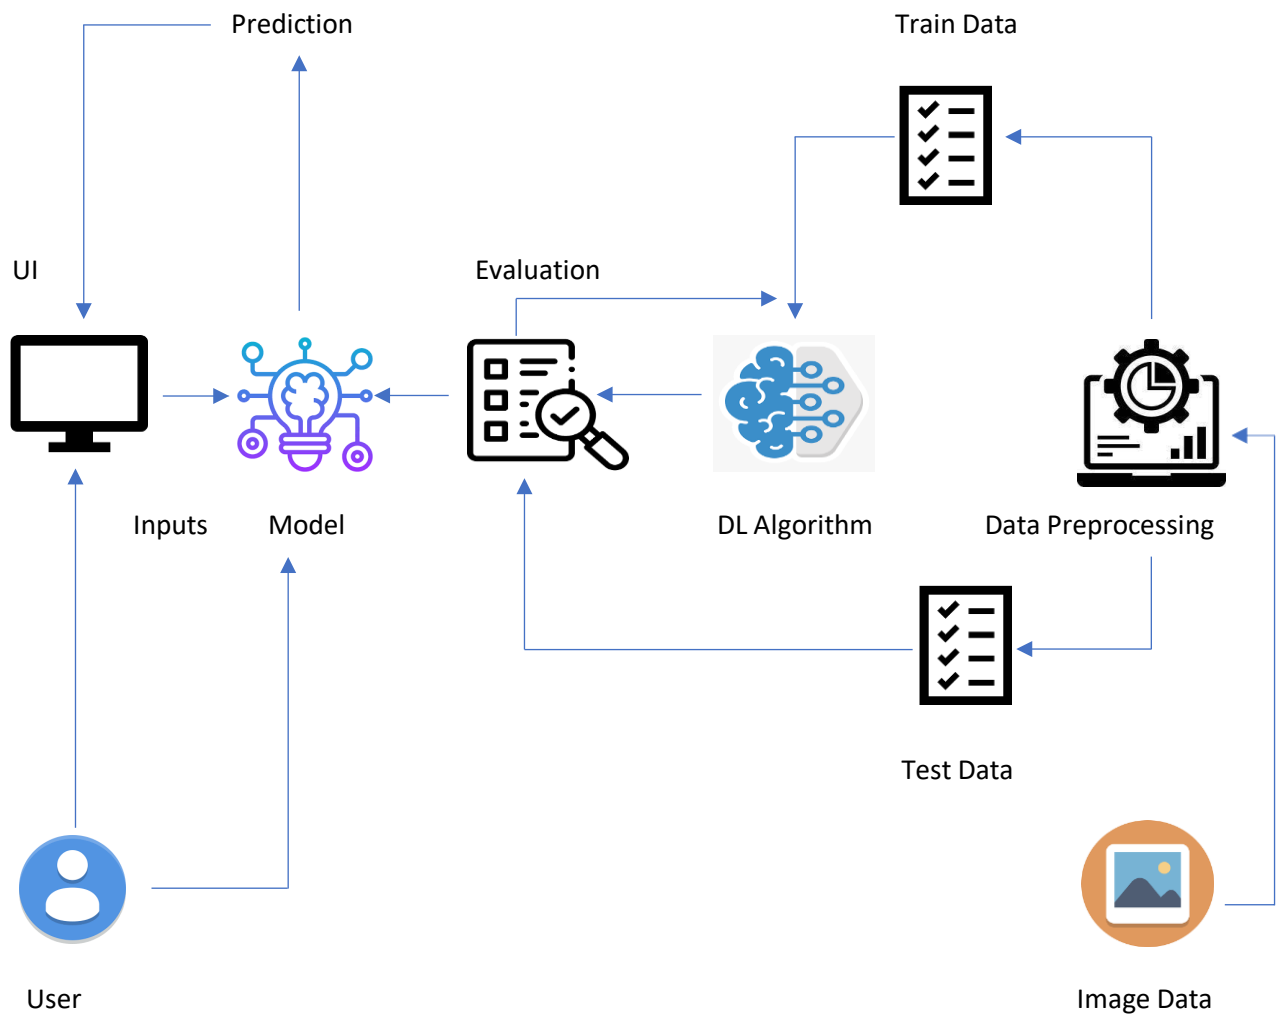 Prediction
Train Data
UI
Evaluation
Inputs
Model
DL Algorithm
Data Preprocessing
Test Data
User
Image Data